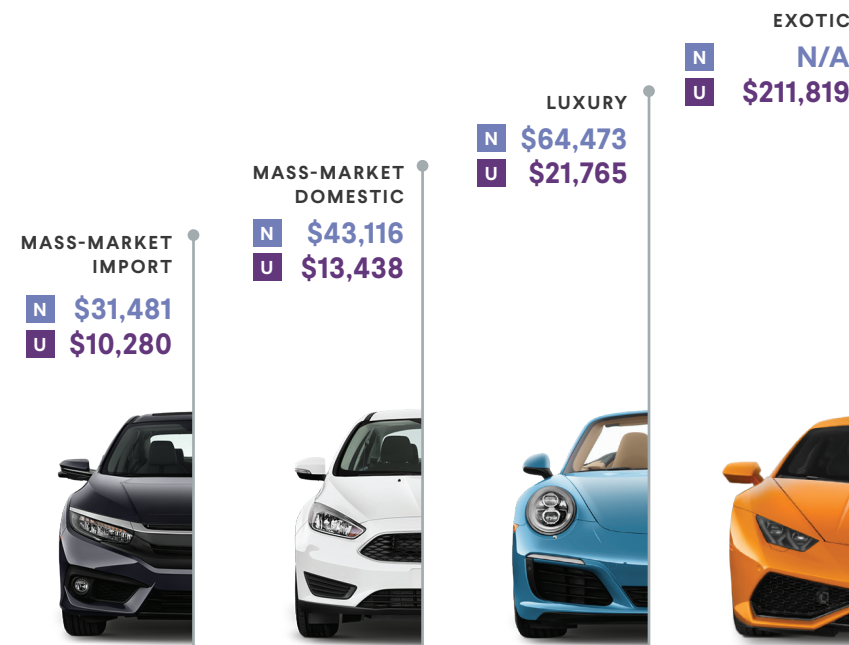 MASS-MARKET
IMPORT
N $31,481
U $10,280
MASS-MARKET
DOMESTIC
N $43,116
U $13,438
LUXURY
N $64,473
U $21,765
EXOTIC
N N/A
U $211,819